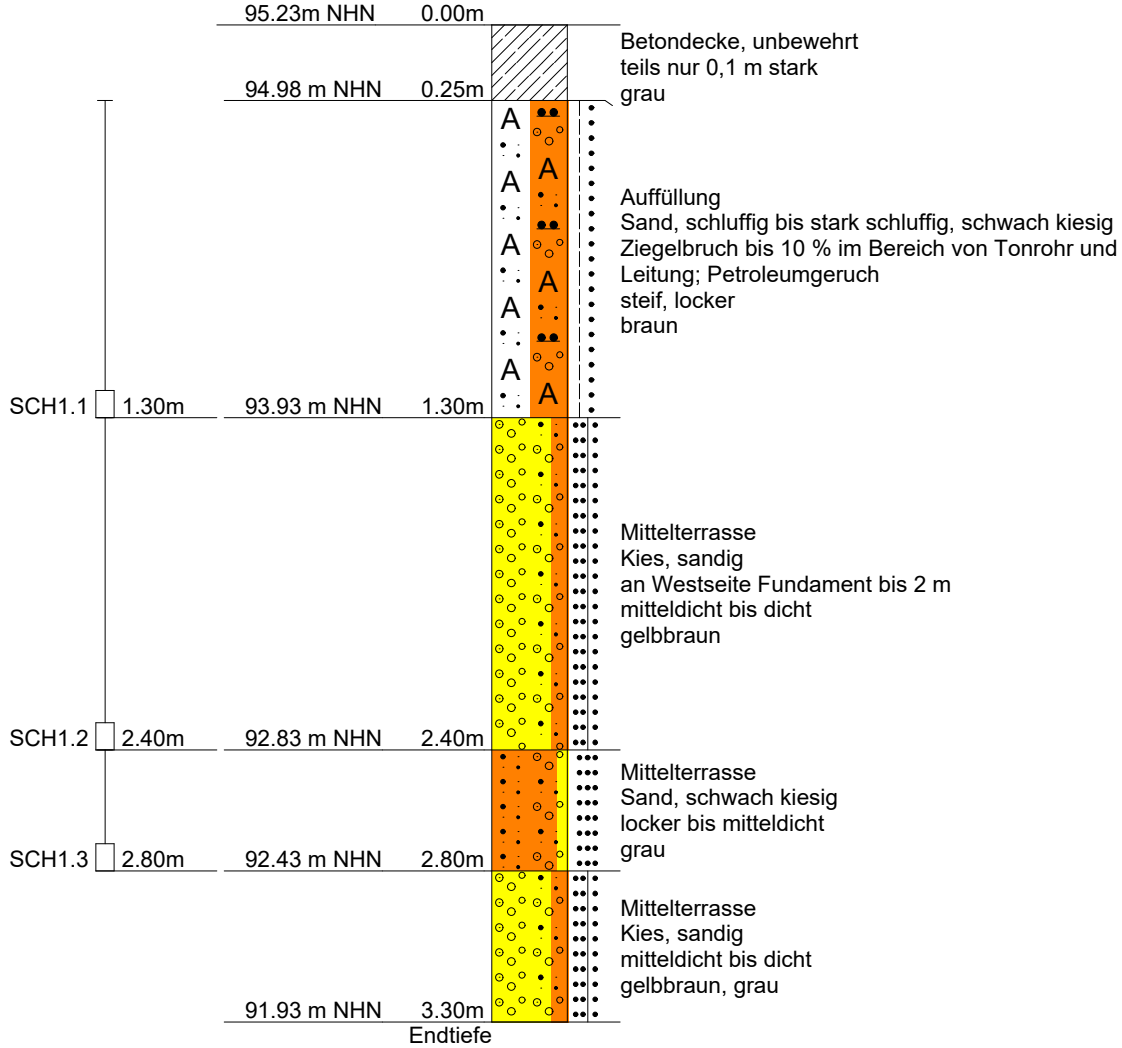 95.23m NHN 0.00m
Betondecke, unbewehrt
teils nur 0,1 m stark
grau
94.98 m NHN 0.25m
A
A
A
A
A
A
A
A
Auffüllung
Sand, schluffig bis stark schluffig, schwach kiesig
Ziegelbruch bis 10 % im Bereich von Tonrohr und
Leitung; Petroleumgeruch
steif, locker
braun
SCH1.1 1.30m 93.93 m NHN 1.30m
Mittelterrasse
Kies, sandig
an Westseite Fundament bis 2 m
mitteldicht bis dicht
gelbbraun
SCH1.2 2.40m 92.83 m NHN 2.40m
Mittelterrasse
Sand, schwach kiesig
locker bis mitteldicht
grau
SCH1.3 2.80m 92.43 m NHN 2.80m
Mittelterrasse
Kies, sandig
mitteldicht bis dicht
gelbbraun, grau
91.93 m NHN 3.30m
Endtiefe